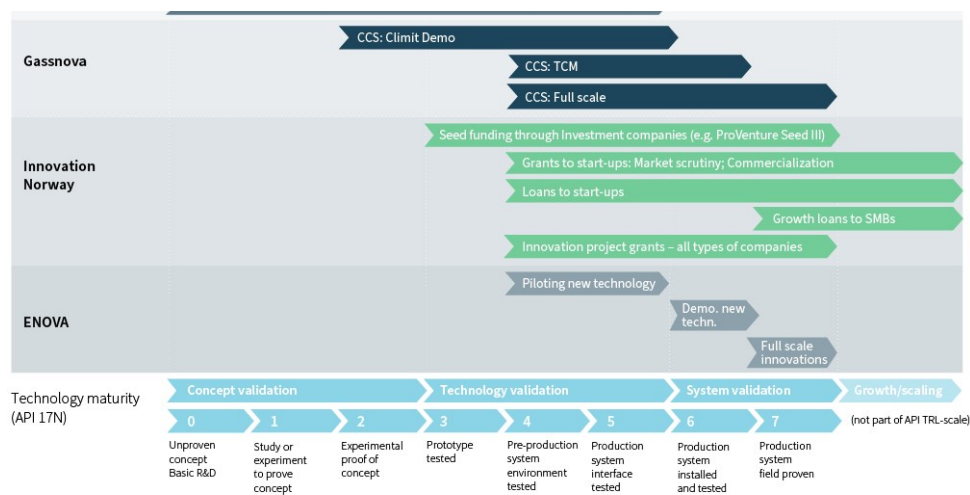 Gassnova
CCS: Climit Demo
CCS: TCM
CCS: Full scale
Innovation
Norway
Seed funding through Investment companies (e.g. ProVenture Seed III)
Grants to start-ups: Market scrutiny; Commercialization
Loans to start-ups
Growth loans to SMBs
Innovation project grants – all types of companies
ENOVA
Piloting new technology
Demo. new
techn.
Full scale
innovations
Technology maturity
(API 17N)
Concept validation
Technology validation
System validation
Growth/scaling
0
1
2
3
4
5
6
7
(not part of API TRL-scale)
Unproven
concept
Basic R&D
Study or
experiment
to prove
concept
Experimental
proof of
concept
Prototype
tested
Pre-production
system
environment
tested
Production
system
interface
tested
Production
system
installed
and tested
Production
system
field proven